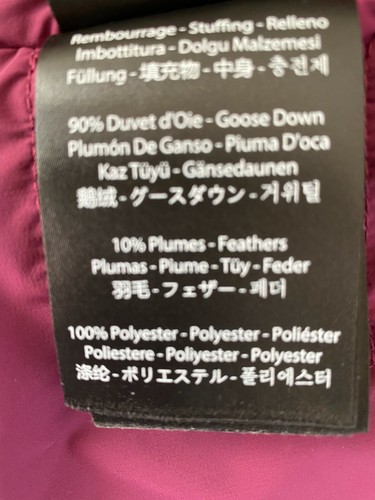 Rembourrage - Stuffing - Relleno
Imbottitura - Dolgu Malzemesi
Füllung - 填充物 - 中身 - 충전제
90% Duvet d'Oie - Goose Down
Plumón De Ganso - Piuma D'oca
Kaz Tüyü - Gänsedaunen
鹅绒 - グースダウン - 거위털
10% Plumes - Feathers
Plumas - Piume - Tüy - Feder
羽毛 - フェザー - 페더
100% Polyester - Polyester - Poliéster
Poliestere - Poliyester - Polyester
涤纶 - ポリエステル - 폴리에스터